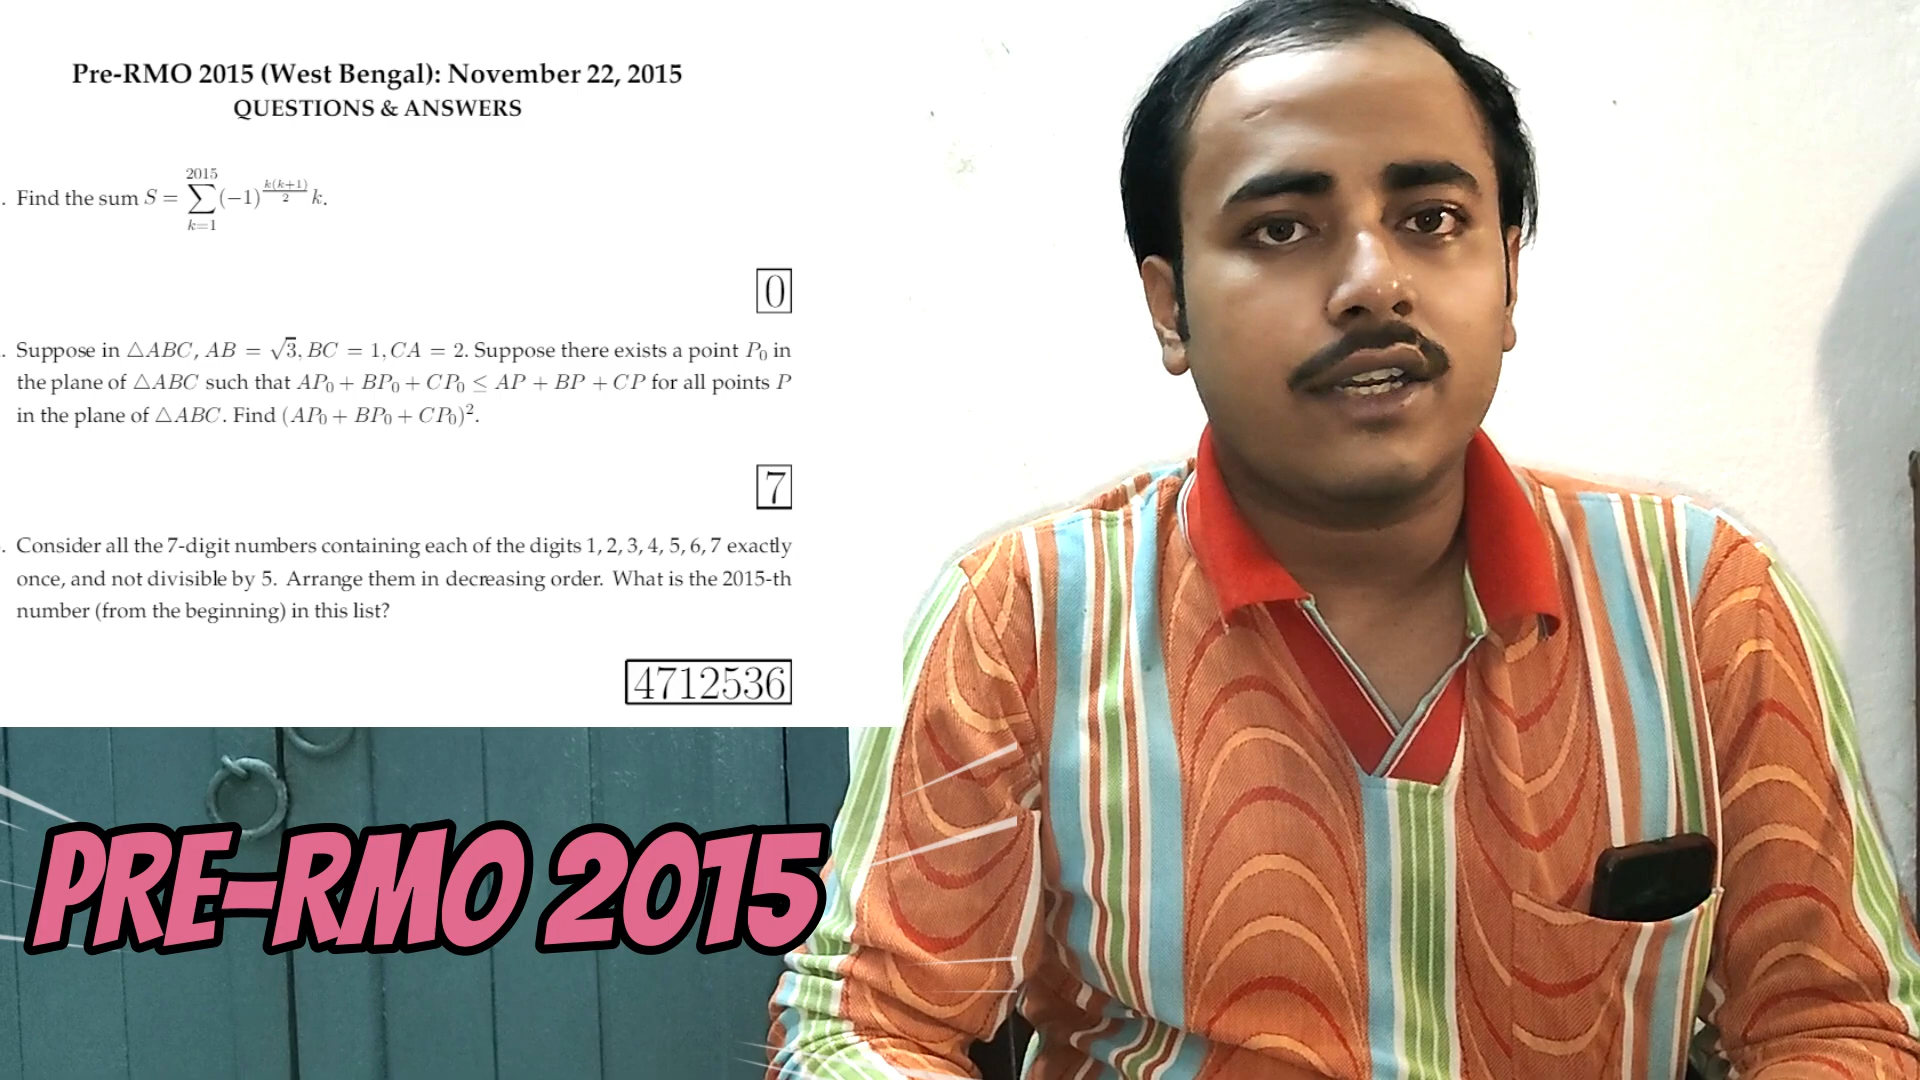 Pre-RMO 2015 (West Bengal): November 22, 2015
QUESTIONS & ANSWERS
. Find the sum S = \sum_{k=1}^{2015} (-1)^{\frac{k(k+1)}{2}} k.
0
. Suppose in △ABC, AB = √3, BC = 1, CA = 2. Suppose there exists a point P₀ in
the plane of △ABC such that AP₀ + BP₀ + CP₀ ≤ AP + BP + CP for all points P
in the plane of △ABC. Find (AP₀ + BP₀ + CP₀)².
7
. Consider all the 7-digit numbers containing each of the digits 1, 2, 3, 4, 5, 6, 7 exactly
once, and not divisible by 5. Arrange them in decreasing order. What is the 2015-th
number (from the beginning) in this list?
4712536
PRE-RMO 2015